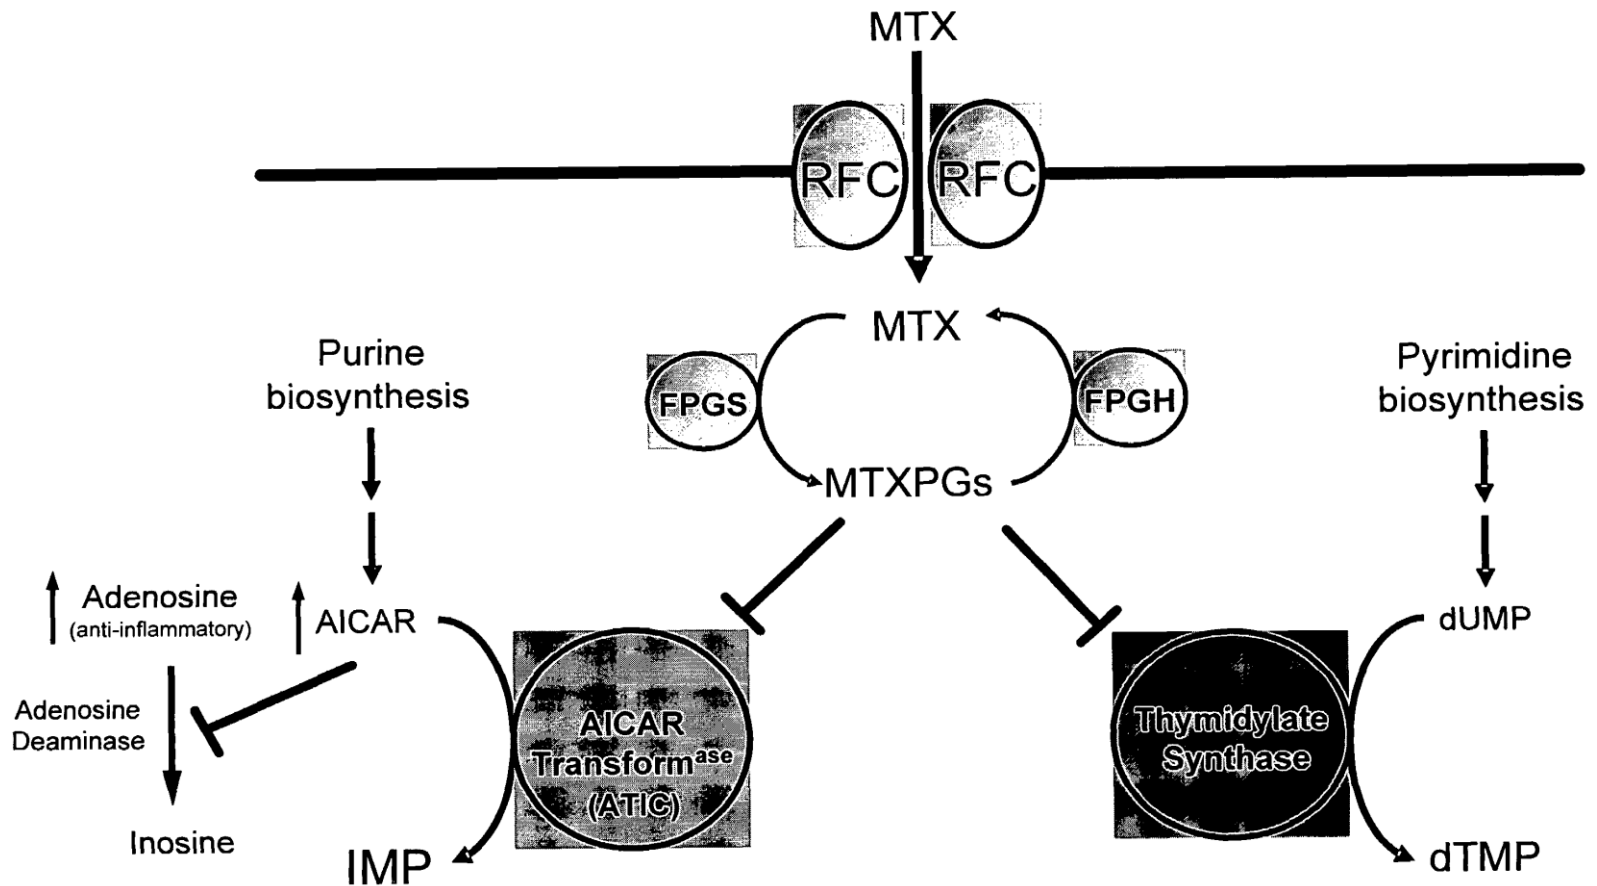 MTX
RFC
RFC
MTX
FPGS
FPGH
MTXPGs
Purine
biosynthesis
Pyrimidine
biosynthesis
Adenosine
(anti-inflammatory)
AICAR
dUMP
Adenosine
Deaminase
AICAR
Transformase
(ATIC)
Thymidylate
Synthase
Inosine
IMP
dTMP